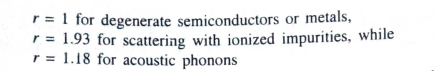 r = 1 for degenerate semiconductors or metals,
r = 1.93 for scattering with ionized impurities, while
r = 1.18 for acoustic phonons